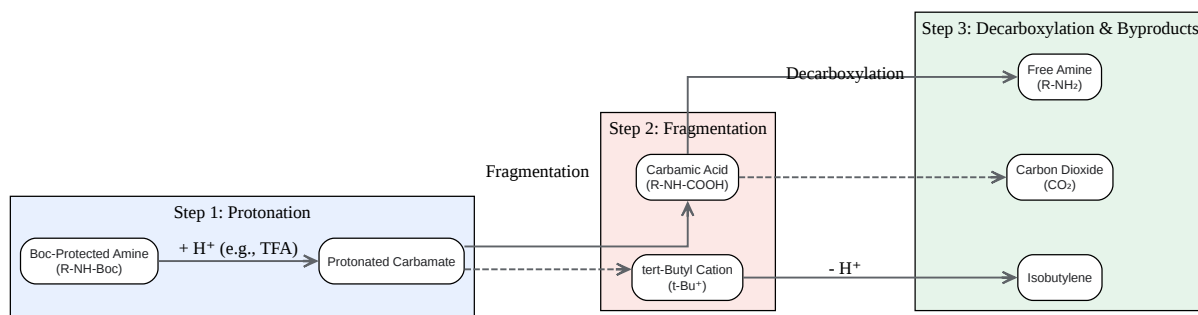 Step 3: Decarboxylation & Byproducts
Decarboxylation
Free Amine
(R-NH₂)
Step 2: Fragmentation
Fragmentation
Carbamic Acid
(R-NH-COOH)
Carbon Dioxide
(CO₂)
Step 1: Protonation
Boc-Protected Amine
(R-NH-Boc)
+ H⁺ (e.g., TFA)
Protonated Carbamate
tert-Butyl Cation
(t-Bu⁺)
- H⁺
Isobutylene